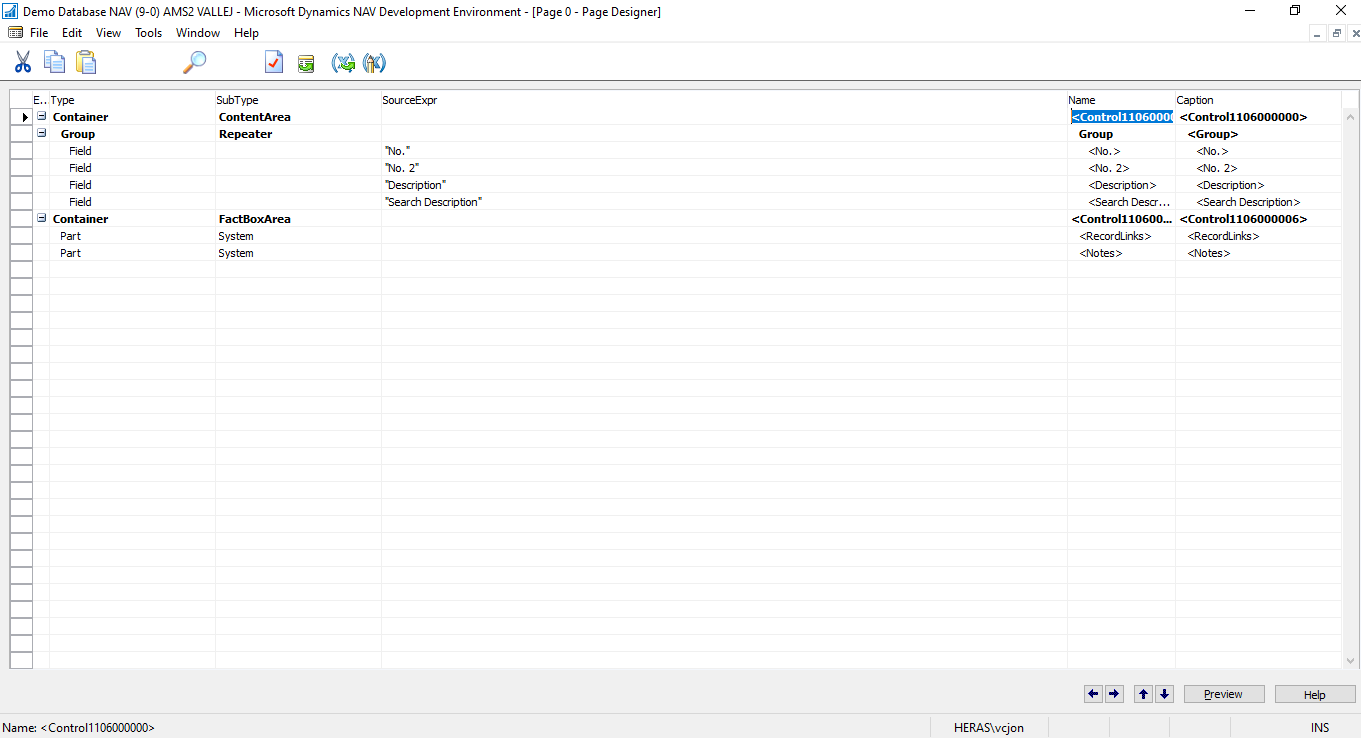 Demo Database NAV (9-0) AMS2 VALLEJ - Microsoft Dynamics NAV Development Environment - [Page 0 - Page Designer]
File Edit View Tools Window Help
E.. Type SubType SourceExpr Name Caption
Container ContentArea <Control110600000 <Control1106000000>
Group Repeater Group <Group>
Field "No." <No.> <No.>
Field "No. 2" <No. 2> <No. 2>
Field "Description" <Description> <Description>
Field "Search Description" <Search Descr... <Search Description>
Container FactBoxArea <Control110600... <Control1106000006>
Part System <RecordLinks> <RecordLinks>
Part System <Notes> <Notes>
Preview Help
Name: <Control1106000000> HERAS\vcjon INS